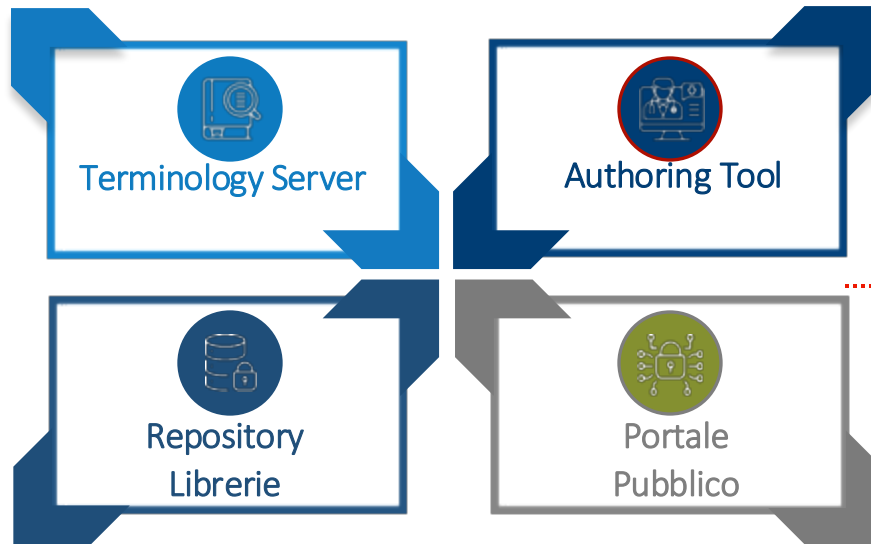 Terminology Server
Authoring Tool
Repository
Librerie
Portale
Pubblico